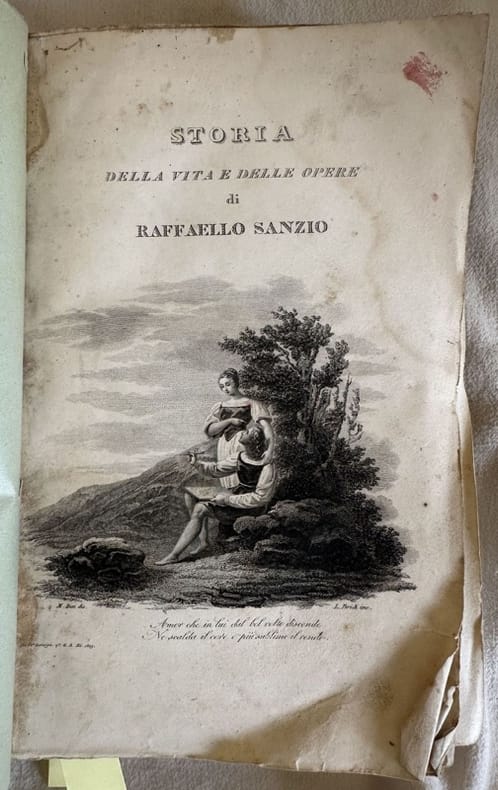 STORIA
DELLA VITA E DELLE OPERE
di
RAFFAELLO SANZIO
Amor che in lui dal bel volto discende
Ne scalda il core e più sublime il rende.